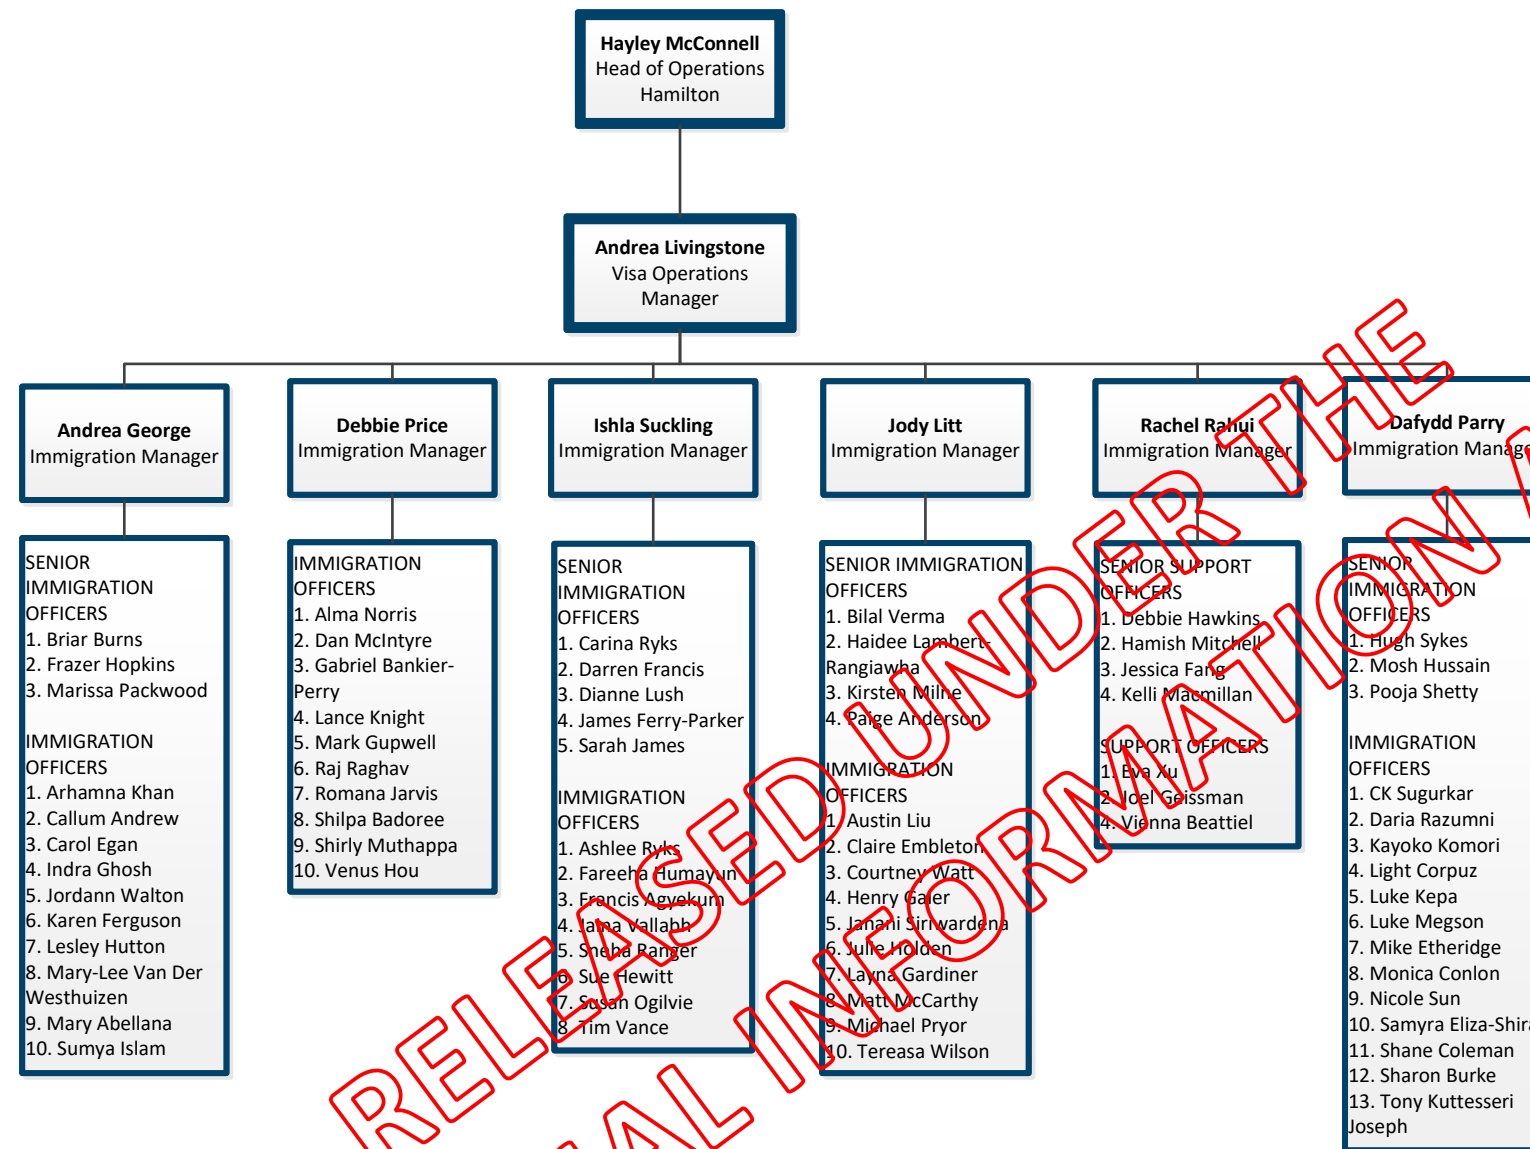 Hayley McConnell
Head of Operations
Hamilton
Andrea Livingstone
Visa Operations
Manager
Andrea George
Immigration Manager
SENIOR
IMMIGRATION
OFFICERS
1. Briar Burns
2. Frazer Hopkins
3. Marissa Packwood
IMMIGRATION
OFFICERS
1. Arhamna Khan
2. Callum Andrew
3. Carol Egan
4. Indra Ghosh
5. Jordann Walton
6. Karen Ferguson
7. Lesley Hutton
8. Mary-Lee Van Der
Westhuizen
9. Mary Abellana
10. Sumya Islam
Debbie Price
Immigration Manager
IMMIGRATION
OFFICERS
1. Alma Norris
2. Dan McIntyre
3. Gabriel Bankier-
Perry
4. Lance Knight
5. Mark Gupwell
6. Raj Raghav
7. Romana Jarvis
8. Shilpa Badoree
9. Shirly Muthappa
10. Venus Hou
Ishla Suckling
Immigration Manager
SENIOR
IMMIGRATION
OFFICERS
1. Carina Ryks
2. Darren Francis
3. Dianne Lush
4. James Ferry-Parker
5. Sarah James
IMMIGRATION
OFFICERS
1. Ashlee Ryks
2. Fareeha Humayun
3. Francis Agyekum
4. Jama Vallabh
5. Sneha Ranger
6. Sue Hewitt
7. Susan Ogilvie
8. Tim Vance
Jody Litt
Immigration Manager
SENIOR IMMIGRATION
OFFICERS
1. Bilal Verma
2. Haidee Lambert-
Rangiawha
3. Kirsten Milne
4. Paige Anderson
IMMIGRATION
OFFICERS
1. Austin Liu
2. Claire Embleton
3. Courtney Watt
4. Henry Gaier
5. Janani Siriwardena
6. Julie Holden
7. Layna Gardiner
8. Matt McCarthy
9. Michael Pryor
10. Tereasa Wilson
Rachel Rahui
Immigration Manager
SENIOR SUPPORT
OFFICERS
1. Debbie Hawkins
2. Hamish Mitchell
3. Jessica Fang
4. Kelli Macmillan
SUPPORT OFFICERS
1. Eva Xu
2. Joel Geissman
4. Vienna Beattiel
Dafydd Parry
Immigration Manage
SENIOR
IMMIGRATION
OFFICERS
1. Hugh Sykes
2. Mosh Hussain
3. Pooja Shetty
IMMIGRATION
OFFICERS
1. CK Sugurkar
2. Daria Razumni
3. Kayoko Komori
4. Light Corpuz
5. Luke Kepa
6. Luke Megson
7. Mike Etheridge
8. Monica Conlon
9. Nicole Sun
10. Samyra Eliza-Shira
11. Shane Coleman
12. Sharon Burke
13. Tony Kuttesseri
Joseph
RELEASED UNDER THE
INFORMATION